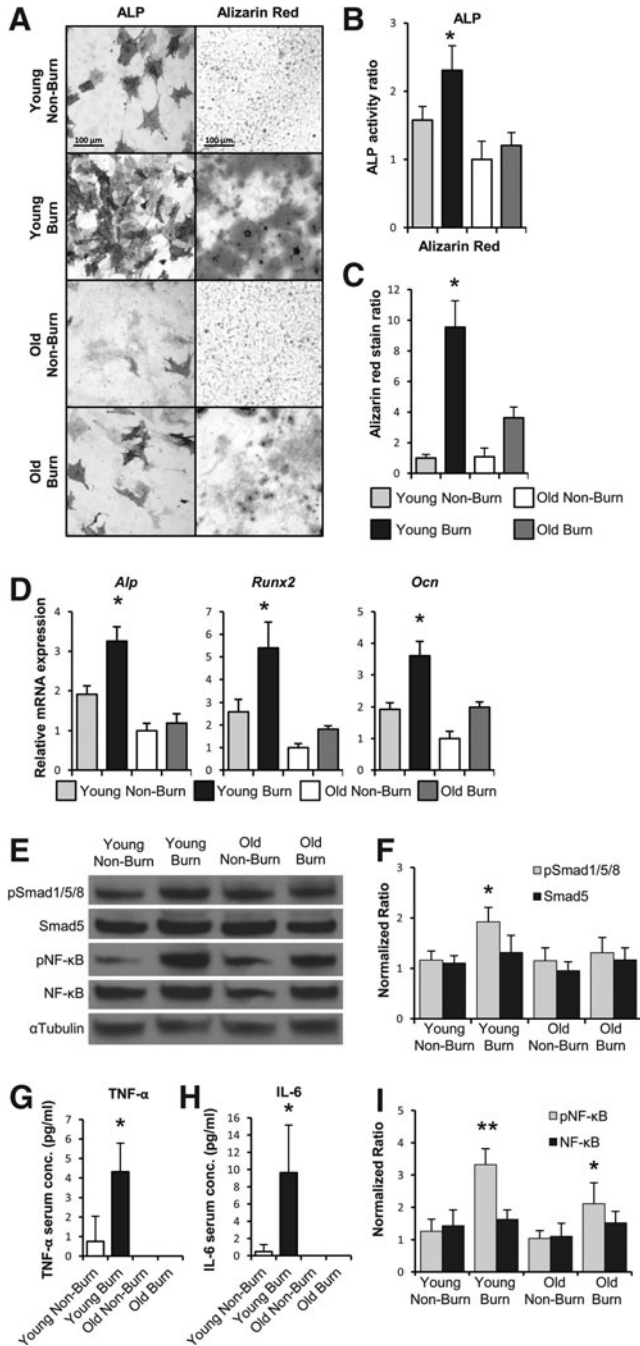 A
ALP
Alizarin Red
Young
Non-Burn
100 µm
100 µm
Young
Burn
Old
Non-Burn
Old
Burn
B
ALP
*
ALP activity ratio
3
2
1
0
Alizarin Red
C
*
Alizarin red stain ratio
12
10
8
6
4
2
0
Young Non-Burn
Old Non-Burn
Young Burn
Old Burn
D
Alp
Runx2
Ocn
Relative mRNA expression
4
3
2
1
0
*
7
6
5
4
3
2
1
0
*
5
4
3
2
1
0
*
Young Non-Burn
Young Burn
Old Non-Burn
Old Burn
E
Young
Non-Burn
Young
Burn
Old
Non-Burn
Old
Burn
pSmad1/5/8
Smad5
pNF-κB
NF-κB
αTubulin
F
Normalized Ratio
3
2
1
0
*
pSmad1/5/8
Smad5
Young
Non-Burn
Young
Burn
Old
Non-Burn
Old
Burn
G
TNF-α
TNF-α serum conc. (pg/ml)
7
6
5
4
3
2
1
0
*
Young Non-Burn
Young Burn
Old Non-Burn
Old Burn
H
IL-6
IL-6 serum conc. (pg/ml)
16
14
12
10
8
6
4
2
0
*
Young Non-Burn
Young Burn
Old Non-Burn
Old Burn
I
Normalized Ratio
5
4
3
2
1
0
**
*
pNF-κB
NF-κB
Young
Non-Burn
Young
Burn
Old
Non-Burn
Old
Burn